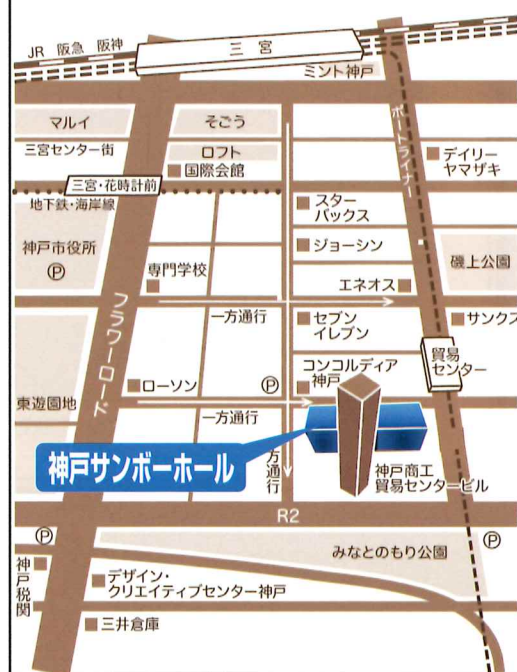 JR 阪急 阪神
三宮
ミント神戸
マルイ
そごう
ポートライナー
三宮センター街
ロフト
国際会館
デイリー
ヤマザキ
三宮・花時計前
地下鉄・海岸線
スター
バックス
神戸市役所
Ⓟ
ジョーシン
磯上公園
専門学校
エネオス
フラワーロード
一方通行
セブン
イレブン
サンクス
貿易
センター
コンコルディア
神戸
ローソン
Ⓟ
東遊園地
一方通行
神戸サンボーホール
方通行
神戸商工
貿易センタービル
R2
Ⓟ
みなとのもり公園
Ⓟ
神戸税関
デザイン・
クリエイティブセンター神戸
三井倉庫